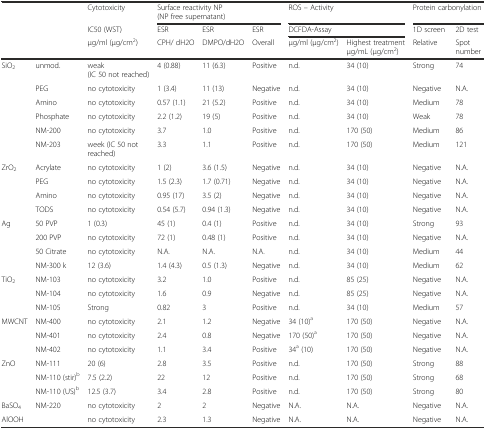 Cytotoxicity Surface reactivity NP (NP free supernatant) ROS – Activity Protein carbonylation
IC50 (WST) ESR ESR ESR DCFDA-Assay 1D screen 2D test
µg/ml (µg/cm2) CPH/ dH2O DMPO/dH2O Overall µg/ml (µg/cm2) Highest treatment µg/mL (µg/cm2) Relative Spot number
SiO2 unmod. weak (IC 50 not reached) 4 (0.88) 11 (6.3) Positive n.d. 34 (10) Strong 74
PEG no cytotoxicity 1 (3.4) 11 (13) Negative n.d. 34 (10) Negative N.A.
Amino no cytotoxicity 0.57 (1.1) 21 (5.2) Positive n.d. 34 (10) Medium 78
Phosphate no cytotoxicity 2.2 (1.2) 19 (5) Positive n.d. 34 (10) Weak 78
NM-200 no cytotoxicity 3.7 1.0 Positive n.d. 170 (50) Medium 86
NM-203 week (IC 50 not reached) 3.3 1.1 Positive n.d. 170 (50) Medium 121
ZrO2 Acrylate no cytotoxicity 1 (2) 3.6 (1.5) Negative n.d. 34 (10) Negative N.A.
PEG no cytotoxicity 1.5 (2.3) 1.7 (0.71) Negative n.d. 34 (10) Negative N.A.
Amino no cytotoxicity 0.95 (17) 3.5 (2) Negative n.d. 34 (10) Negative N.A.
TODS no cytotoxicity 0.54 (5.7) 0.94 (1.3) Negative n.d. 34 (10) Negative N.A.
Ag 50 PVP 1 (0.3) 45 (1) 0.4 (1) Positive n.d. 34 (10) Strong 93
200 PVP no cytotoxicity 72 (1) 0.48 (1) Positive n.d. 34 (10) Negative N.A.
50 Citrate no cytotoxicity N.A. N.A. N.A. n.d. 34 (10) Medium 44
NM-300 k 12 (3.6) 1.4 (4.3) 0.5 (1.3) Negative n.d. 34 (10) Medium 62
TiO2 NM-103 no cytotoxicity 3.2 1.0 Positive n.d. 85 (25) Negative N.A.
NM-104 no cytotoxicity 1.6 0.9 Negative n.d. 85 (25) Negative N.A.
NM-105 Strong 0.82 3 Positive n.d. 34 (10) Medium 57
MWCNT NM-400 no cytotoxicity 2.1 1.2 Negative 34 (10)a 170 (50) Negative N.A.
NM-401 no cytotoxicity 2.4 0.8 Negative 170 (50)a 170 (50) Negative N.A.
NM-402 no cytotoxicity 1.1 3.4 Positive 34a (10) 170 (50) Negative N.A.
ZnO NM-111 20 (6) 2.8 3.5 Positive n.d. 170 (50) Strong 88
NM-110 (stir)b 7.5 (2.2) 22 12 Positive n.d. 170 (50) Strong 68
NM-110 (US)b 12.5 (3.7) 3.4 2.8 Positive n.d. 170 (50) Strong 80
BaSO4 NM-220 no cytotoxicity 2 2 Negative N.A. N.A. Negative N.A.
AlOOH no cytotoxicity 2.3 1.3 Negative N.A. N.A. Negative N.A.